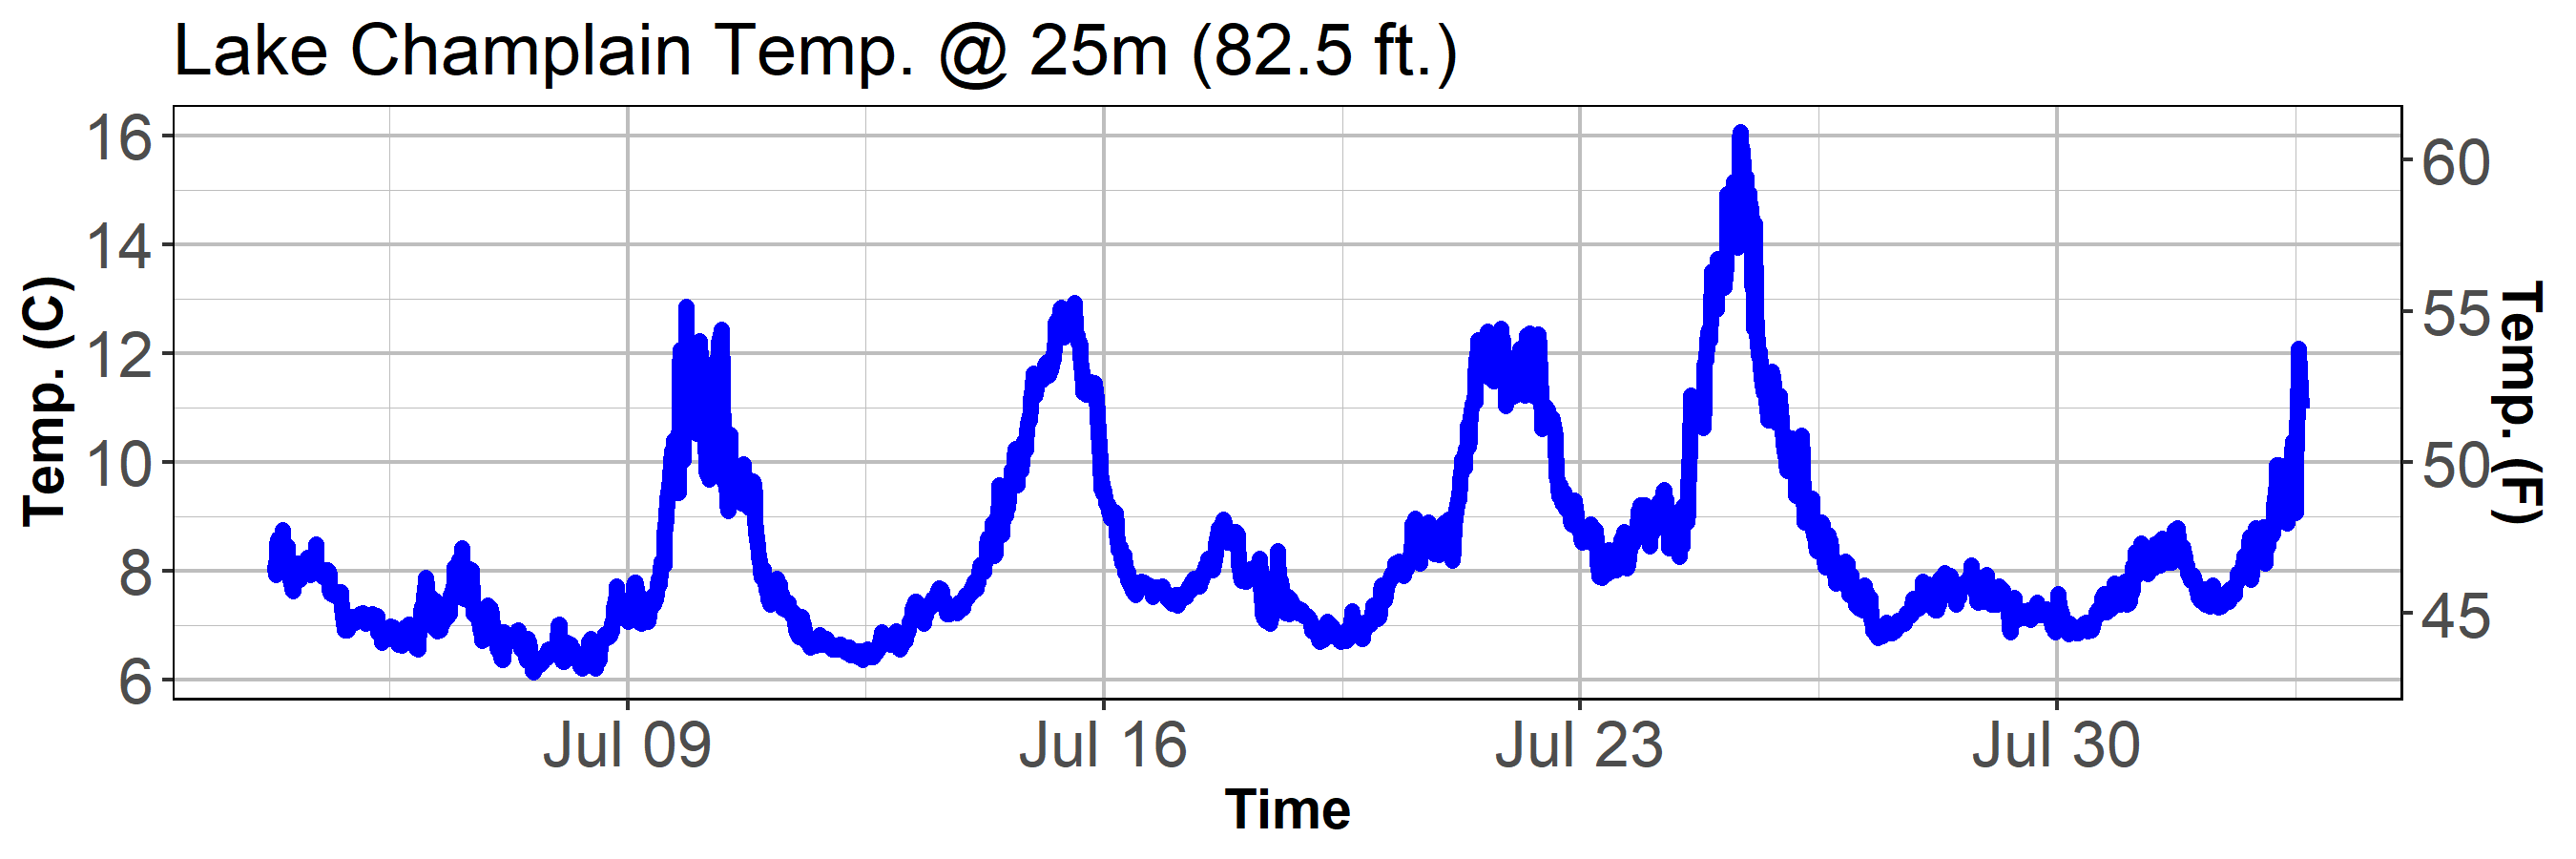 Lake Champlain Temp. @ 25m (82.5 ft.)
Temp. (C)
16
14
12
10
8
6
60
55
50
45
Temp. (F)
Jul 09 Jul 16 Jul 23 Jul 30
Time